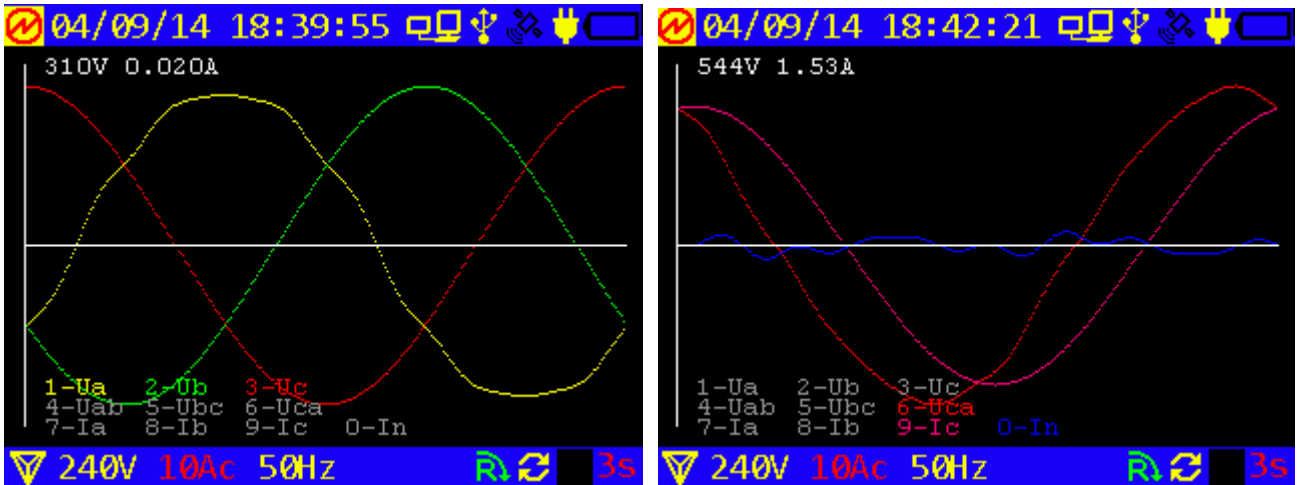 04/09/14 18:39:55
310V 0.020A
1-Ua 2-Ub 3-Uc
4-Uab 5-Ubc 6-Uca
7-Ia 8-Ib 9-Ic 0-In
240V 10Ac 50Hz R 3s
04/09/14 18:42:21
544V 1.53A
1-Ua 2-Ub 3-Uc
4-Uab 5-Ubc 6-Uca
7-Ia 8-Ib 9-Ic 0-In
240V 10Ac 50Hz R 3s